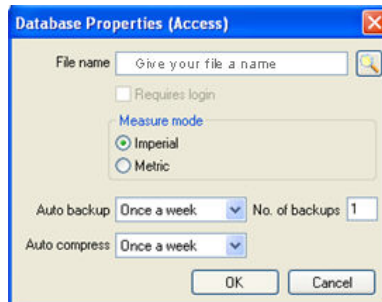 Database Properties (Access)
File name Give your file a name
Requires login
Measure mode
Imperial
Metric
Auto backup Once a week No. of backups 1
Auto compress Once a week
OK Cancel